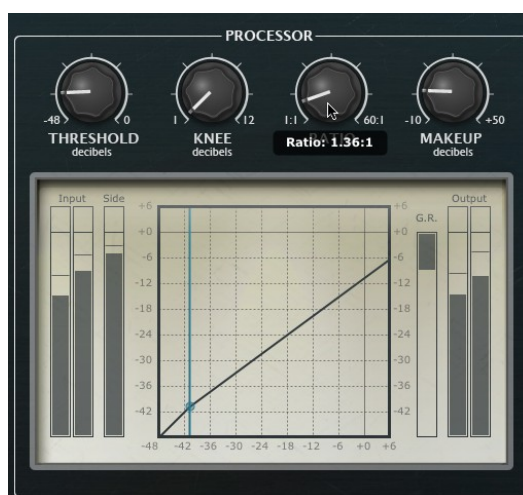 PROCESSOR
-48 0
THRESHOLD
decibels
1 12
KNEE
decibels
1:1 60:1
RATIO
Ratio: 1.36:1
-10 +50
MAKEUP
decibels
Input Side
+6
+0
-6
-12
-18
-24
-30
-36
-42
-48 -42 -36 -30 -24 -18 -12 -6 +0 +6
+6
+0
-6
-12
-18
-24
-30
-36
-42
G.R.
Output